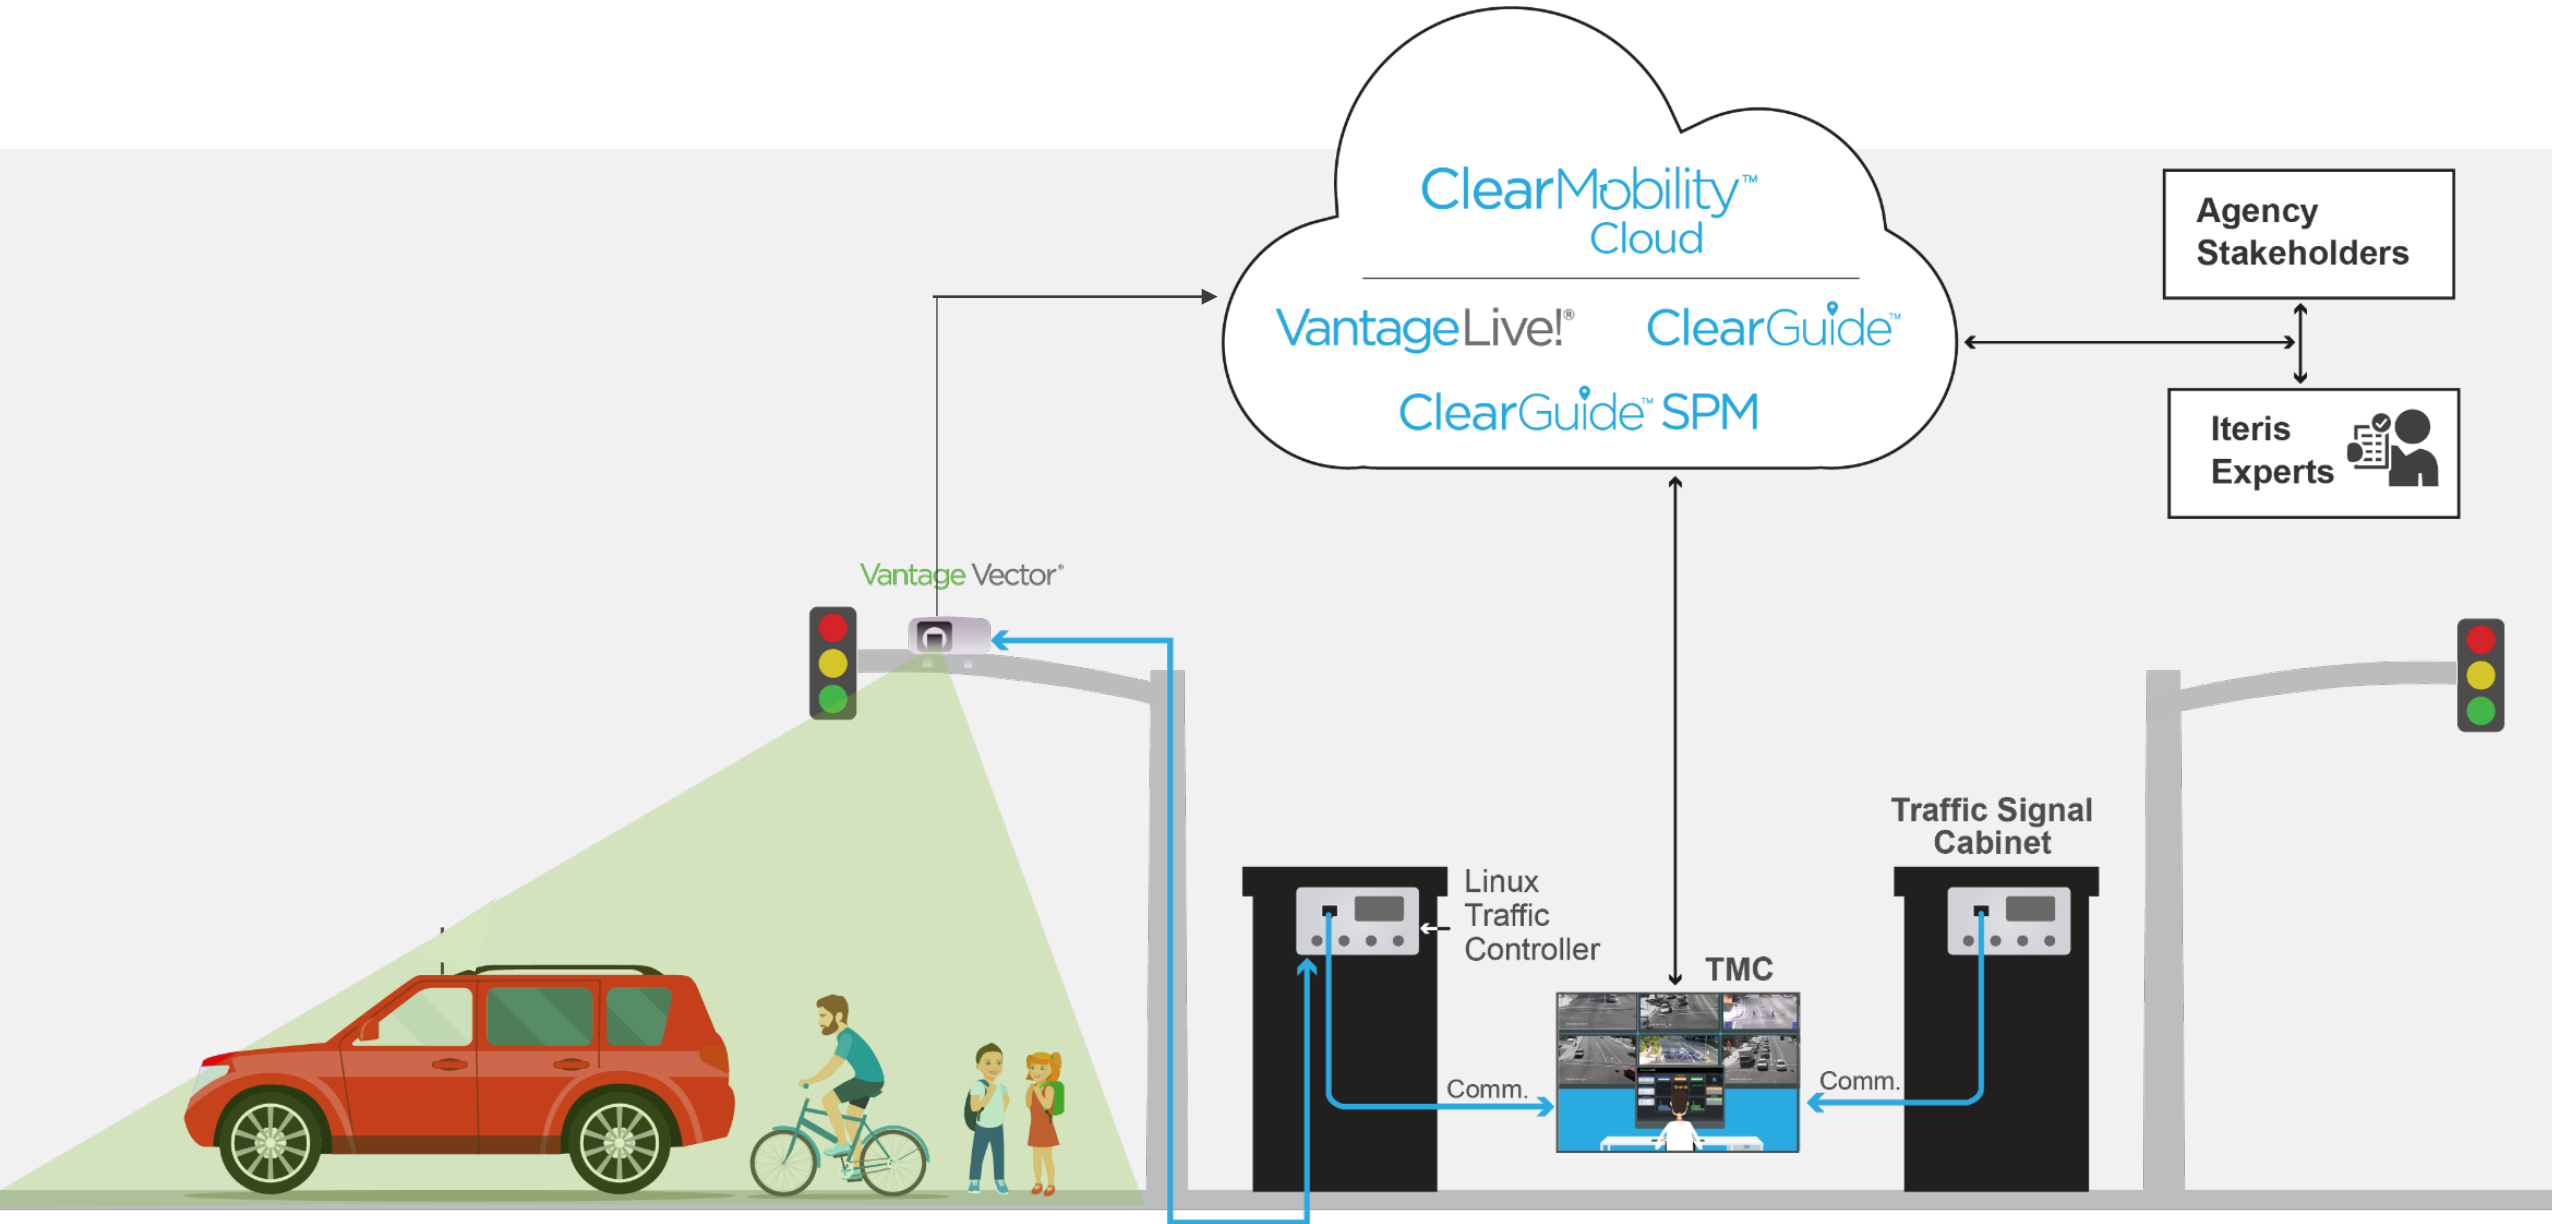 ClearMobility™
Cloud
VantageLive!®
ClearGuide™
ClearGuide™ SPM
Agency
Stakeholders
Iteris
Experts
Vantage Vector®
Traffic Signal
Cabinet
Linux
Traffic
Controller
TMC
Comm.
Comm.